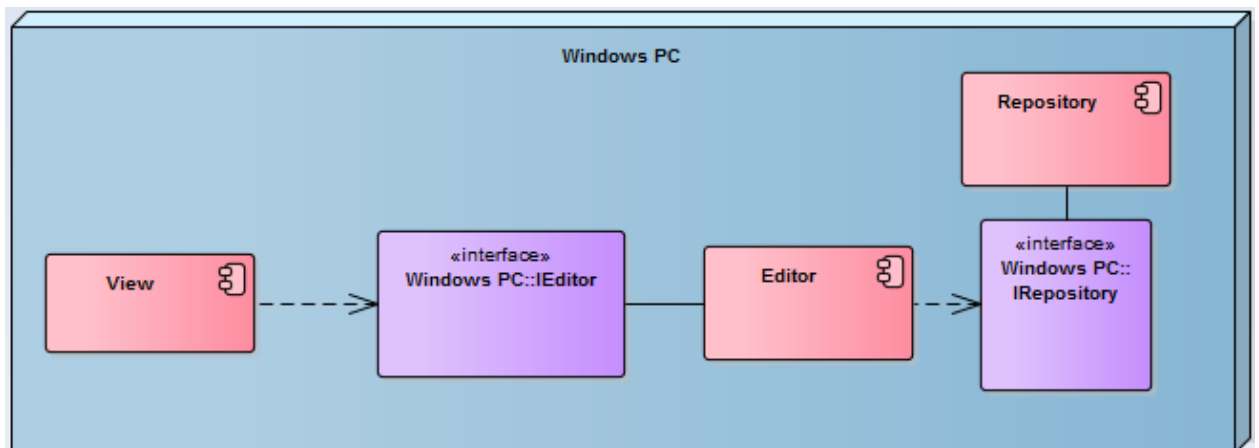 Windows PC
Repository
«interface»
Windows PC::
IRepository
«interface»
Windows PC::IEditor
View
Editor